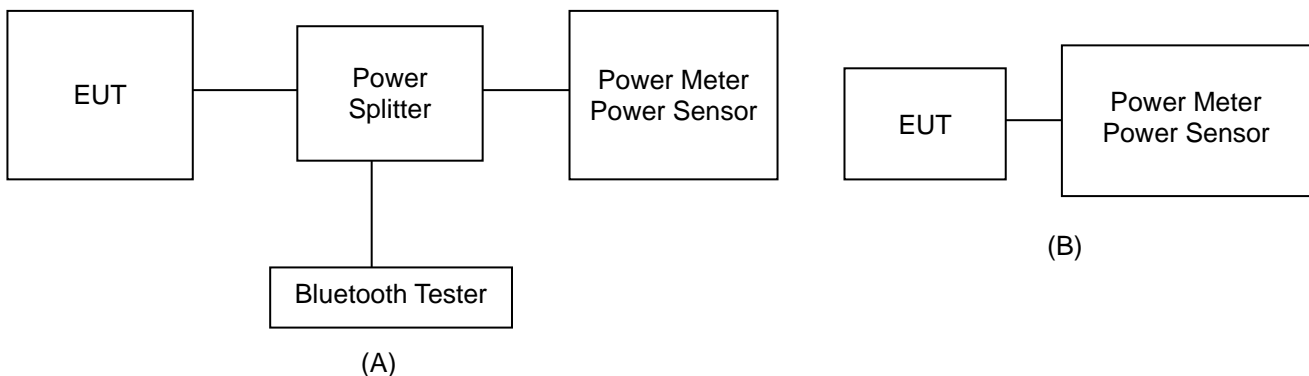 EUT
Power
Splitter
Power Meter
Power Sensor
Bluetooth Tester
(A)
EUT
Power Meter
Power Sensor
(B)